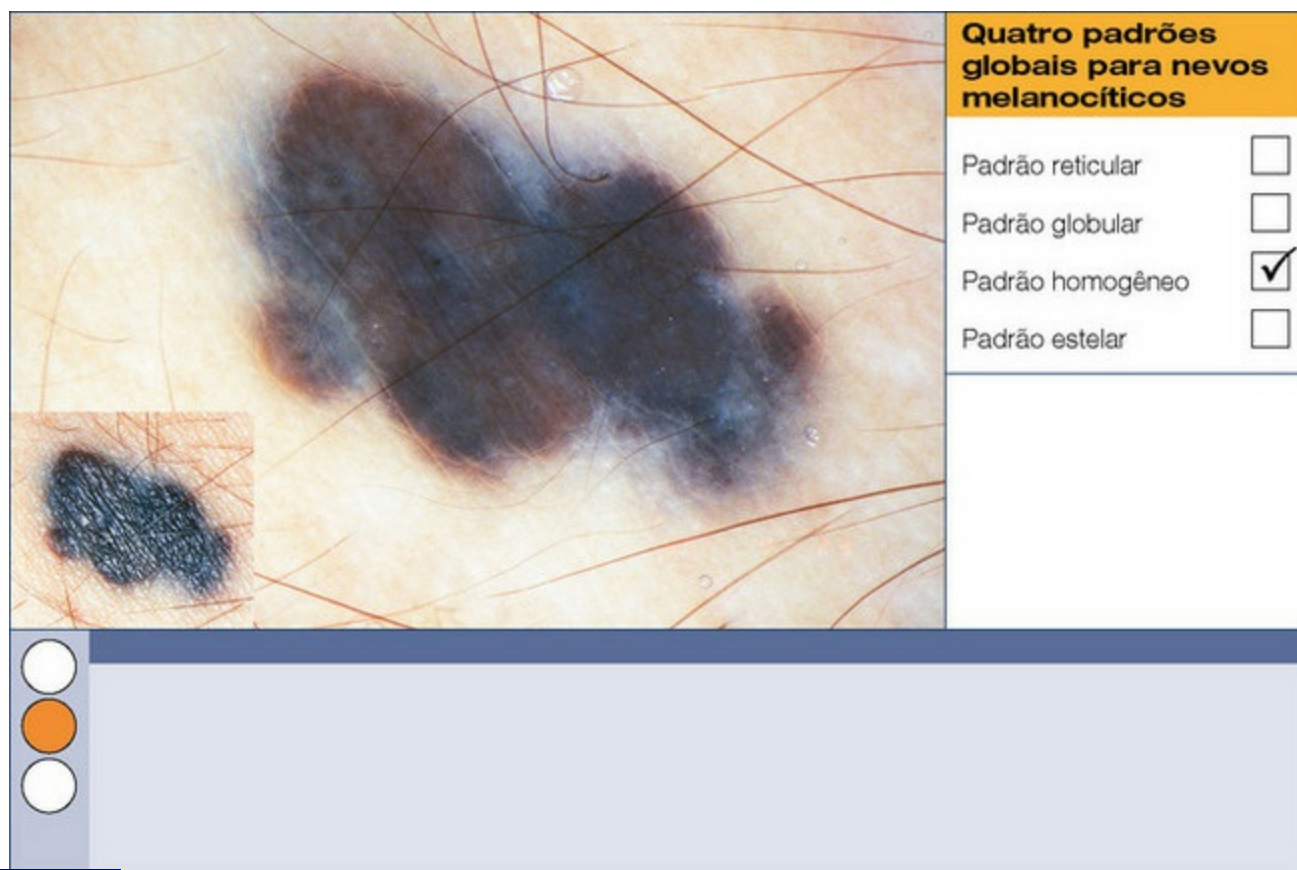 Quatro padrões
globais para nevos
melanocíticos
Padrão reticular
Padrão globular
Padrão homogêneo
Padrão estelar